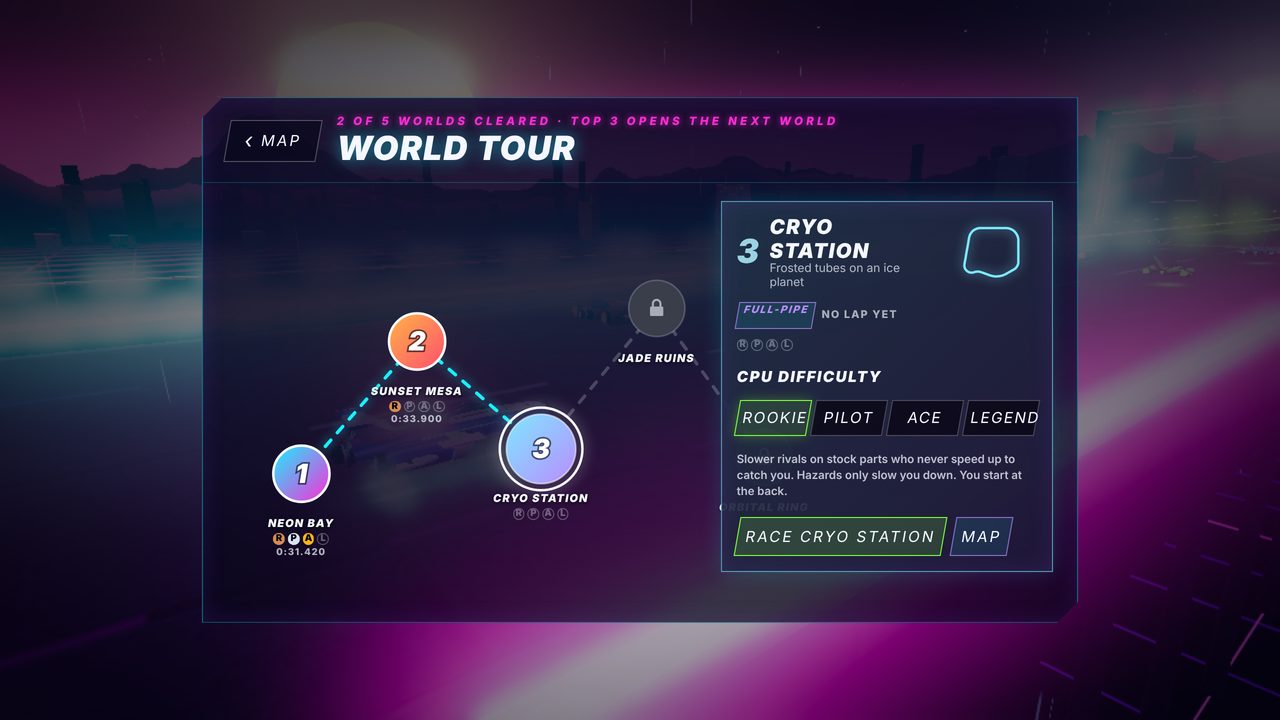 ‹ MAP
2 OF 5 WORLDS CLEARED · TOP 3 OPENS THE NEXT WORLD
WORLD TOUR
2
SUNSET MESA
R P A L
0:33.900
1
NEON BAY
R P A L
0:31.420
3
CRYO STATION
R P A L
JADE RUINS
ORBITAL RING
3
CRYO
STATION
Frosted tubes on an ice
planet
FULL-PIPE
NO LAP YET
R P A L
CPU DIFFICULTY
ROOKIE PILOT ACE LEGEND
Slower rivals on stock parts who never speed up to
catch you. Hazards only slow you down. You start at
the back.
RACE CRYO STATION MAP